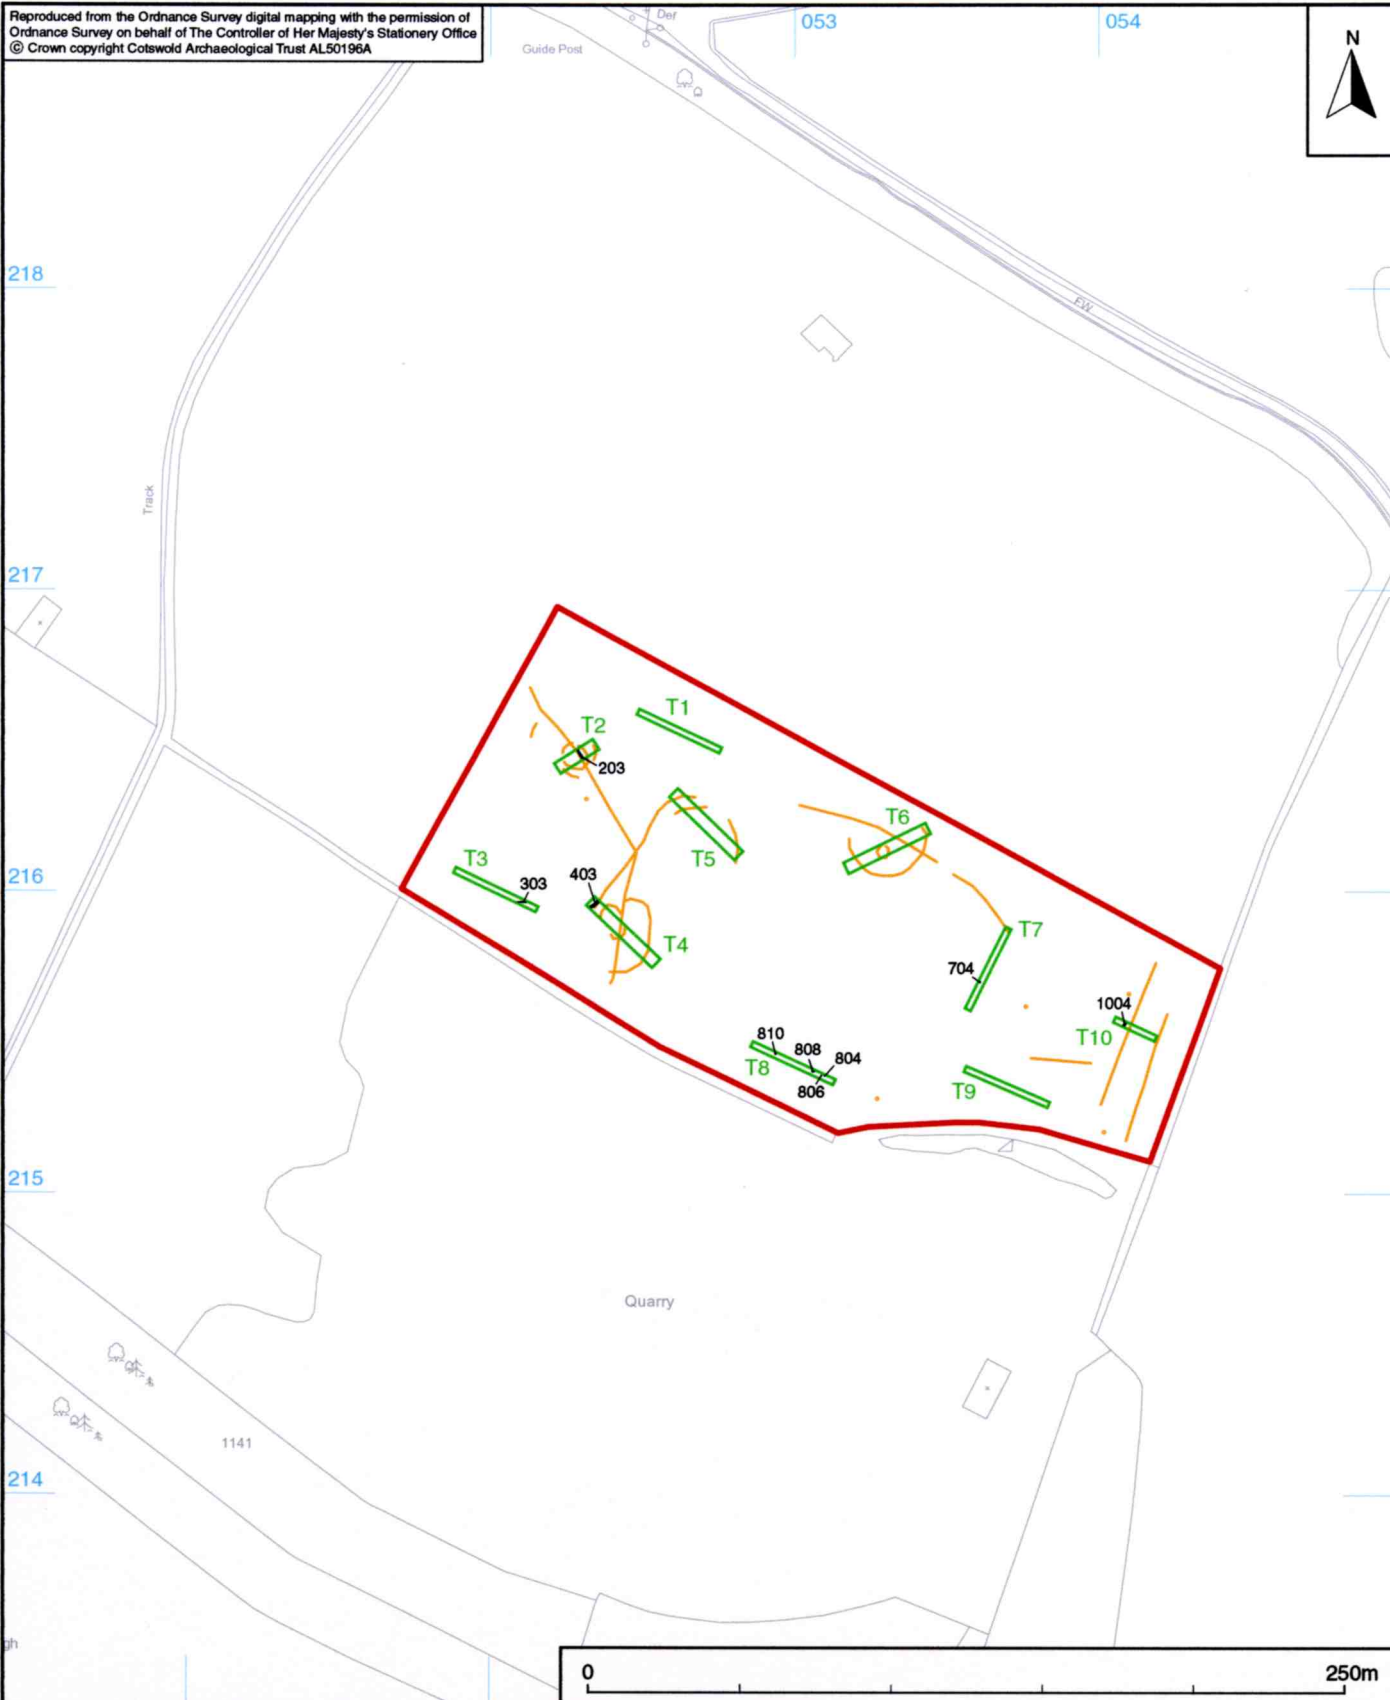 Reproduced from the Ordnance Survey digital mapping with the permission of
Ordnance Survey on behalf of The Controller of Her Majesty's Stationery Office
© Crown copyright Cotswold Archaeological Trust AL50196A
Def
053
054
Guide Post
N
218
FW
Track
217
T1
T2
203
T6
T5
T3
216
403
303
T7
T4
704
1004
810
808
804
T10
T8
806
T9
215
Quarry
1141
214
gh
0
250m